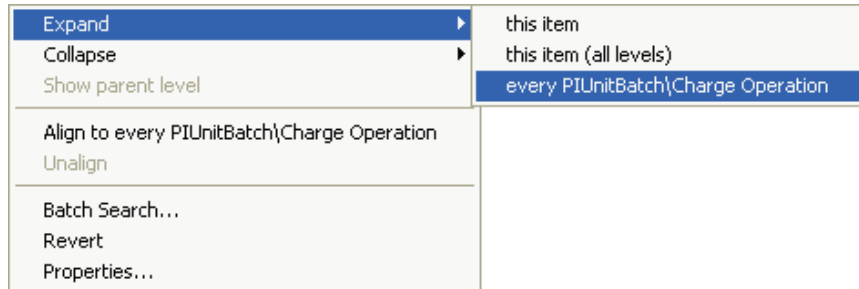 Expand
Collapse
Show parent level
Align to every PIUnitBatch\Charge Operation
Unalign
Batch Search...
Revert
Properties...
this item
this item (all levels)
every PIUnitBatch\Charge Operation